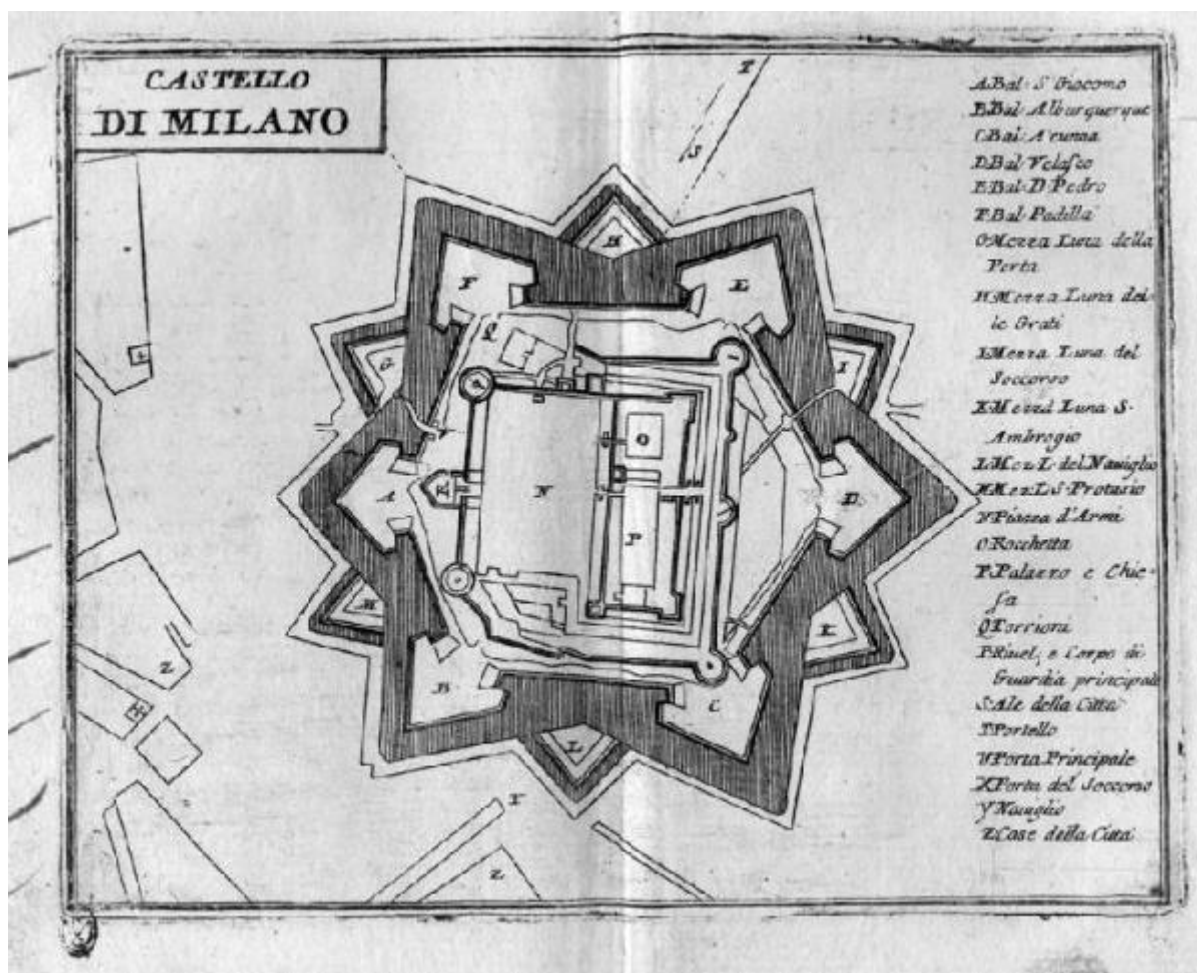 CASTELLO
DI MILANO
A Bal. S. Giacomo
B Bal. Alburquerque
C Bal. Acunna
D Bal. Velasco
E Bal. D. Pedro
F Bal. Padilla
G Mezza Luna della
Porta
H Mezza Luna del-
le Grati
I Mezza Luna del
Soccorso
K Mezza Luna S.
Ambrogio
L Mez. L. del Naviglio
M Mez. L. S. Protasio
N Piazza d'Armi
O Rocchetta
P Palazzo e Chie-
sa
Q Torrioni
R Rivel. e Corpo di
Guardia principale
S Ale della Citta
T Portello
V Porta Principale
X Porta del Soccorso
Y Naviglio
Z Case della Citta
T
S
H
F
E
Q
G
I
O
A
R
N
D
P
M
K
B
C
L
Z
Y
Z